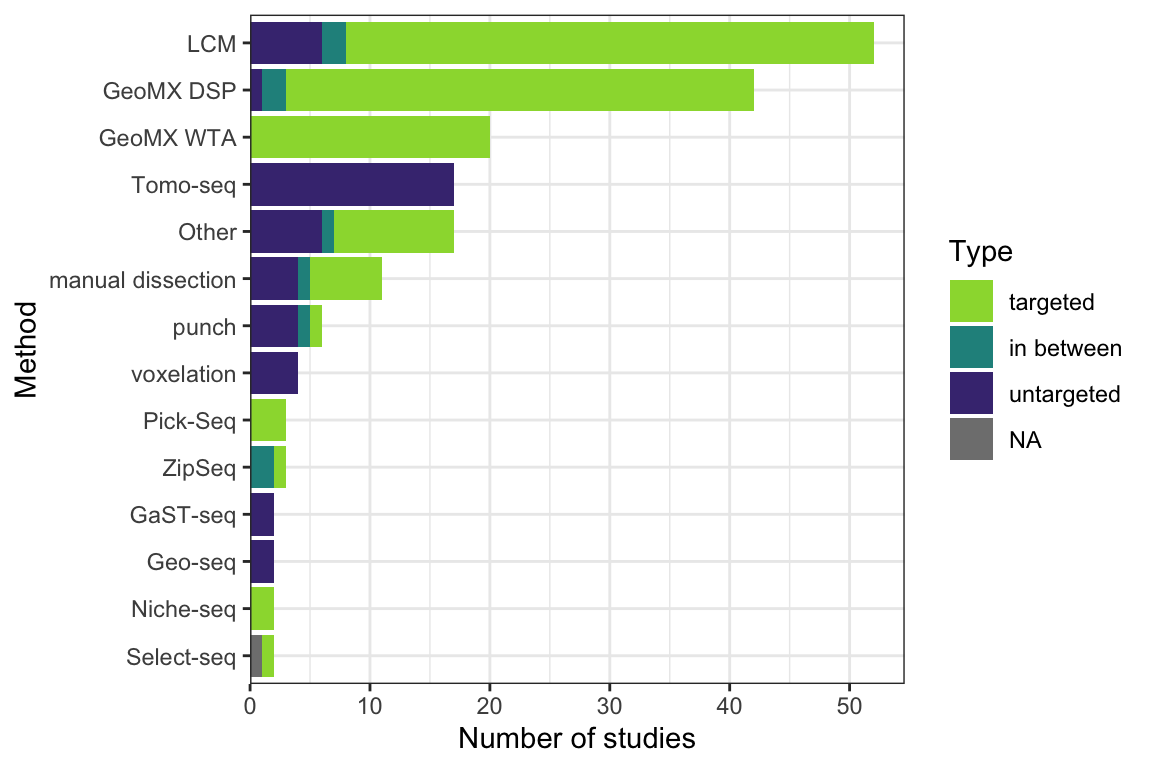 LCM
GeoMX DSP
GeoMX WTA
Tomo-seq
Other
manual dissection
punch
voxelation
Pick-Seq
ZipSeq
GaST-seq
Geo-seq
Niche-seq
Select-seq
Method
0 10 20 30 40 50
Number of studies
Type
targeted
in between
untargeted
NA